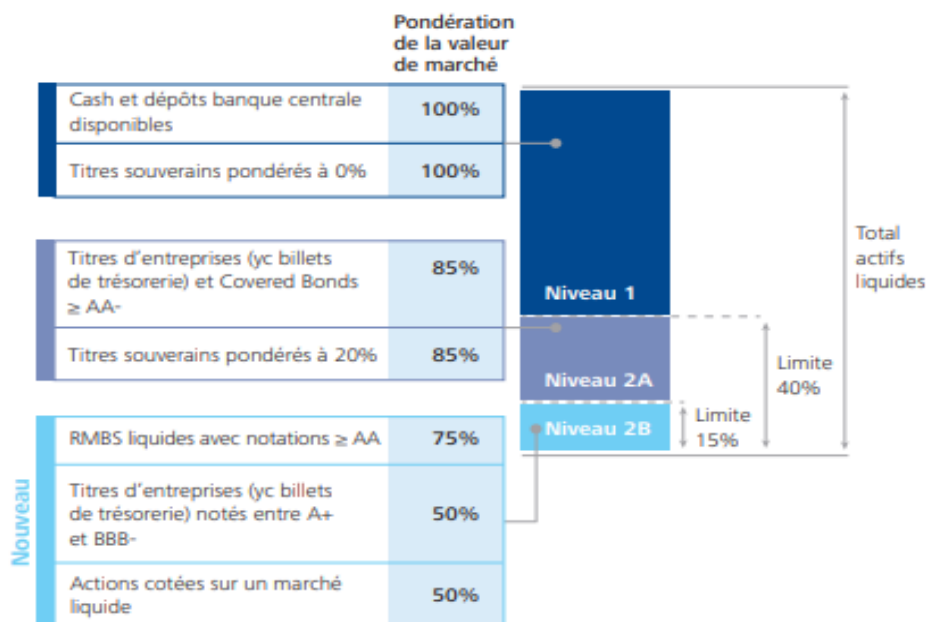 Pondération
de la valeur
de marché
Cash et dépôts banque centrale
disponibles
100%
Titres souverains pondérés à 0%
100%
Titres d'entreprises (yc billets
de trésorerie) et Covered Bonds
≥ AA-
85%
Titres souverains pondérés à 20%
85%
Nouveau
RMBS liquides avec notations ≥ AA
75%
Titres d'entreprises (yc billets
de trésorerie) notés entre A+
et BBB-
50%
Actions cotées sur un marché
liquide
50%
Niveau 1
Niveau 2A
Niveau 2B
Limite
15%
Limite
40%
Total
actifs
liquides